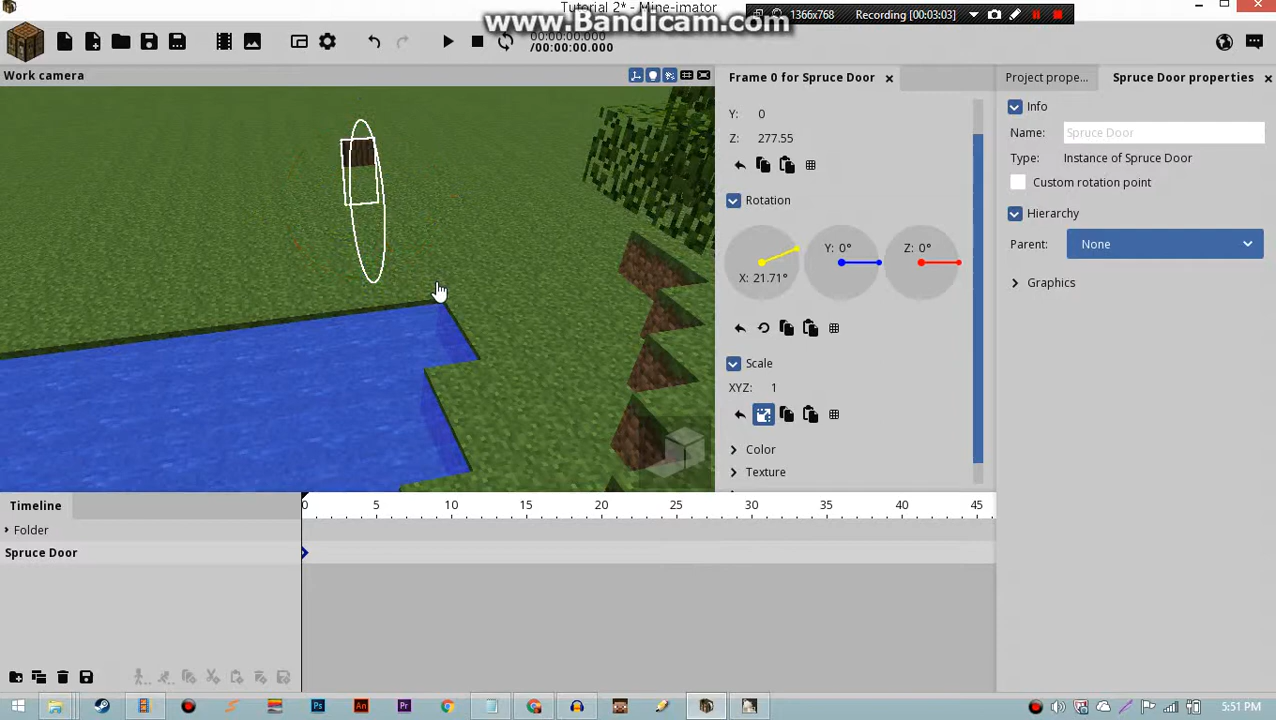 Tutorial 2* - Mine-imator
www.Bandicam.com
1366x768
Recording [00:03:03]
00:00:00.000
/00:00:00.000
Work camera
Frame 0 for Spruce Door
Y: 0
Z: 277.55
Rotation
X: 21.71°
Y: 0°
Z: 0°
Scale
XYZ: 1
Color
Texture
Project prope...
Spruce Door properties
Info
Name: Spruce Door
Type: Instance of Spruce Door
Custom rotation point
Hierarchy
Parent: None
Graphics
Timeline
0 5 10 15 20 25 30 35 40 45
Folder
Spruce Door
Ps
An
Pr
5:51 PM